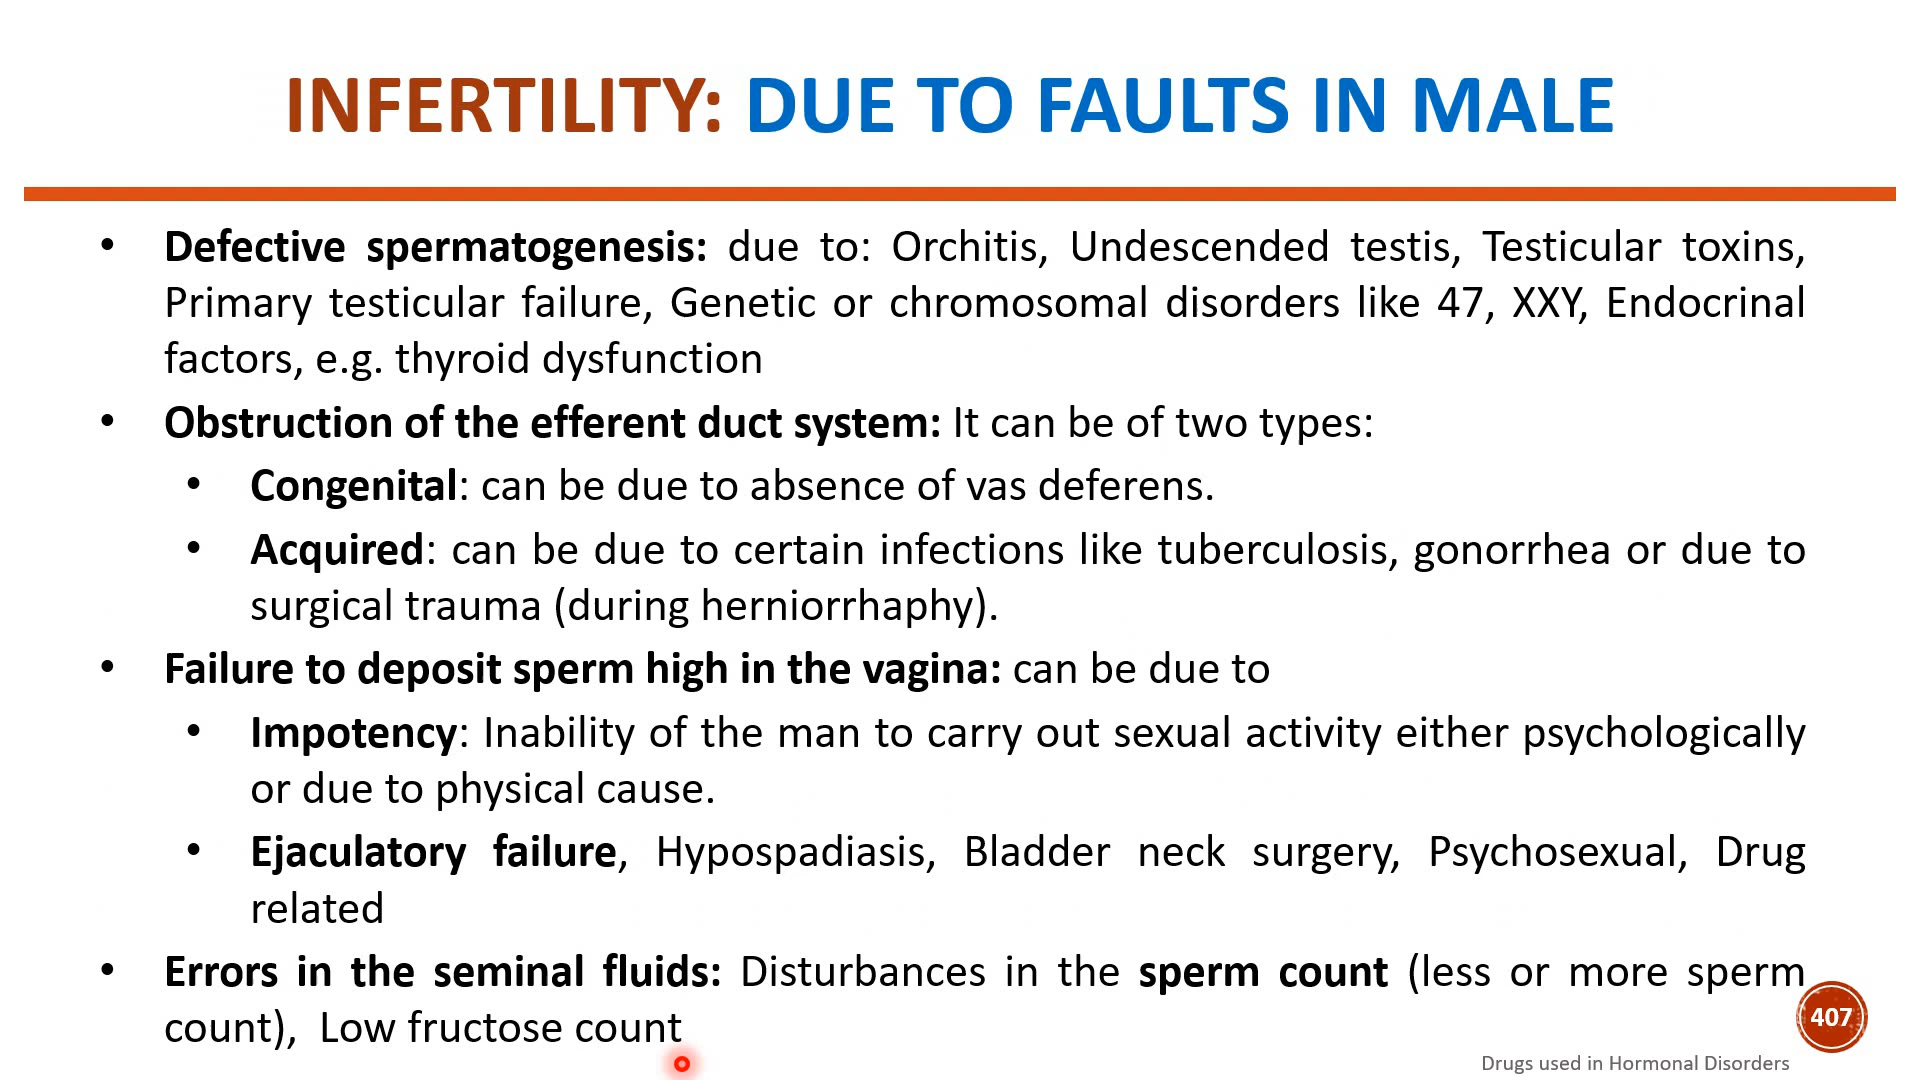 INFERTILITY: DUE TO FAULTS IN MALE
• Defective spermatogenesis: due to: Orchitis, Undescended testis, Testicular toxins,
Primary testicular failure, Genetic or chromosomal disorders like 47, XXY, Endocrinal
factors, e.g. thyroid dysfunction
• Obstruction of the efferent duct system: It can be of two types:
• Congenital: can be due to absence of vas deferens.
• Acquired: can be due to certain infections like tuberculosis, gonorrhea or due to
surgical trauma (during herniorrhaphy).
• Failure to deposit sperm high in the vagina: can be due to
• Impotency: Inability of the man to carry out sexual activity either psychologically
or due to physical cause.
• Ejaculatory failure, Hypospadiasis, Bladder neck surgery, Psychosexual, Drug
related
• Errors in the seminal fluids: Disturbances in the sperm count (less or more sperm
count), Low fructose count
407
Drugs used in Hormonal Disorders